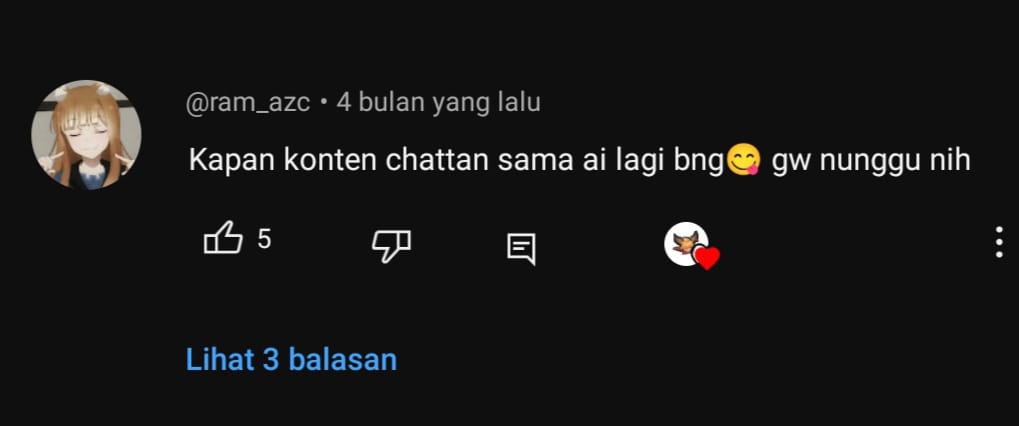 @ram_azc • 4 bulan yang lalu
Kapan konten chattan sama ai lagi bng😋 gw nunggu nih
5
Lihat 3 balasan